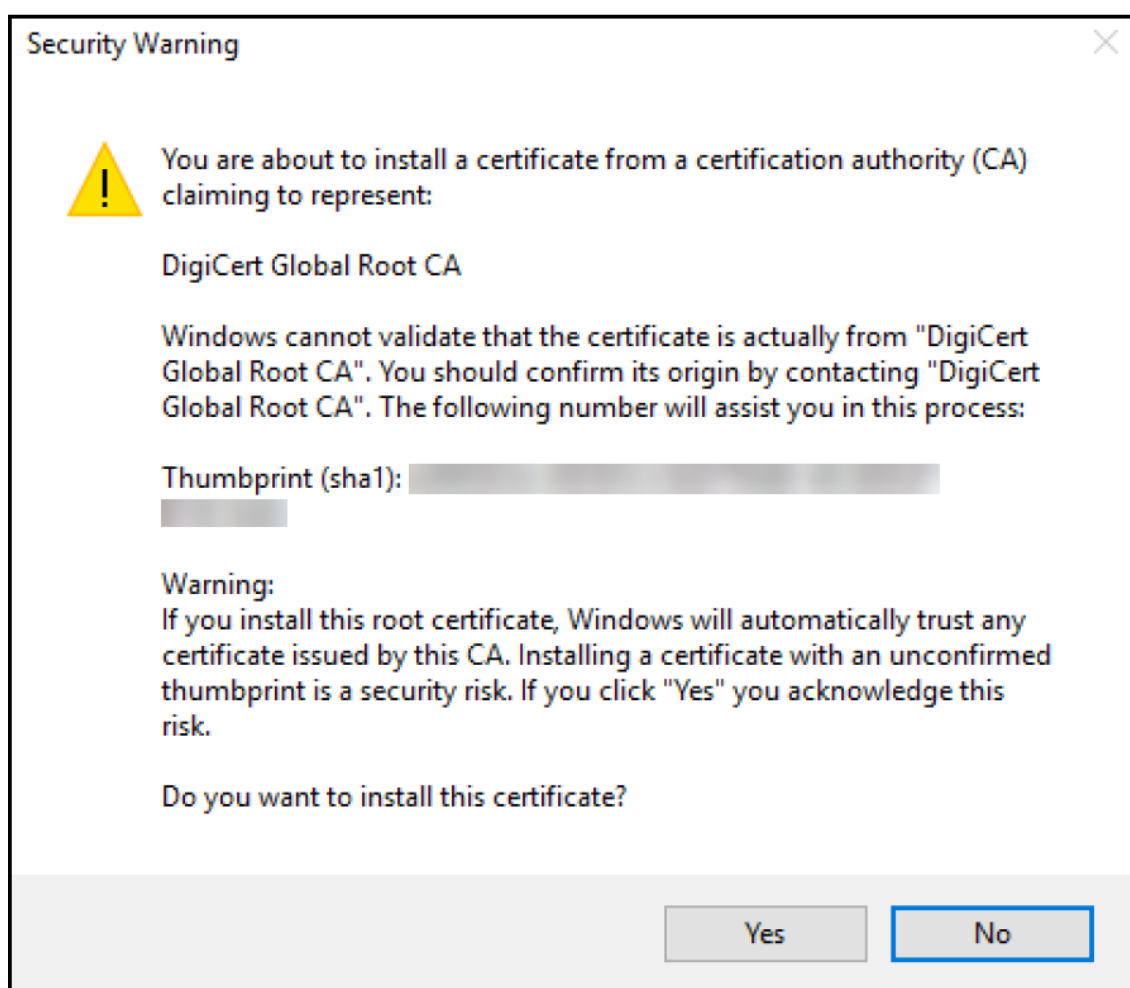 Security Warning
You are about to install a certificate from a certification authority (CA)
claiming to represent:
DigiCert Global Root CA
Windows cannot validate that the certificate is actually from "DigiCert
Global Root CA". You should confirm its origin by contacting "DigiCert
Global Root CA". The following number will assist you in this process:
Thumbprint (sha1):
Warning:
If you install this root certificate, Windows will automatically trust any
certificate issued by this CA. Installing a certificate with an unconfirmed
thumbprint is a security risk. If you click "Yes" you acknowledge this
risk.
Do you want to install this certificate?
Yes No